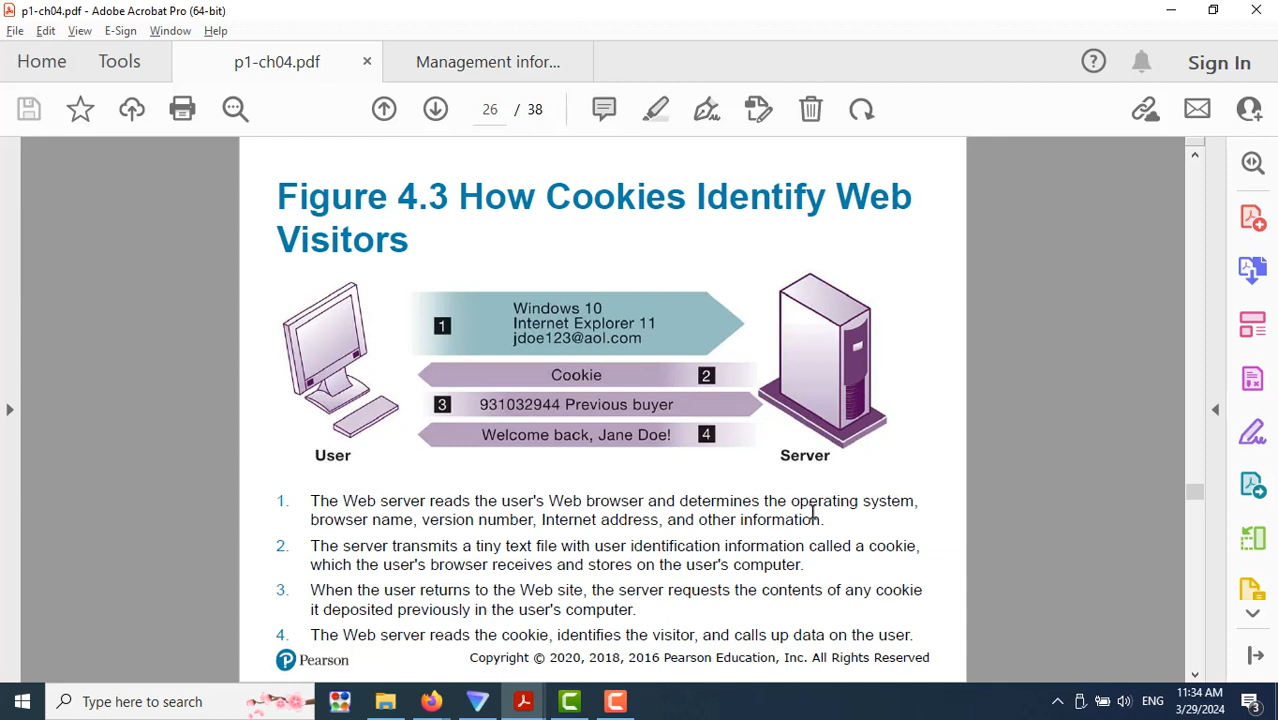 p1-ch04.pdf - Adobe Acrobat Pro (64-bit)
File Edit View E-Sign Window Help
Home Tools p1-ch04.pdf × Management infor... Sign In
26 / 38
Figure 4.3 How Cookies Identify Web
Visitors
1 Windows 10
Internet Explorer 11
jdoe123@aol.com
Cookie 2
3 931032944 Previous buyer
Welcome back, Jane Doe! 4
User Server
1. The Web server reads the user's Web browser and determines the operating system,
browser name, version number, Internet address, and other information.
2. The server transmits a tiny text file with user identification information called a cookie,
which the user's browser receives and stores on the user's computer.
3. When the user returns to the Web site, the server requests the contents of any cookie
it deposited previously in the user's computer.
4. The Web server reads the cookie, identifies the visitor, and calls up data on the user.
Pearson Copyright © 2020, 2018, 2016 Pearson Education, Inc. All Rights Reserved
Type here to search ENG 11:34 AM
3/29/2024 3